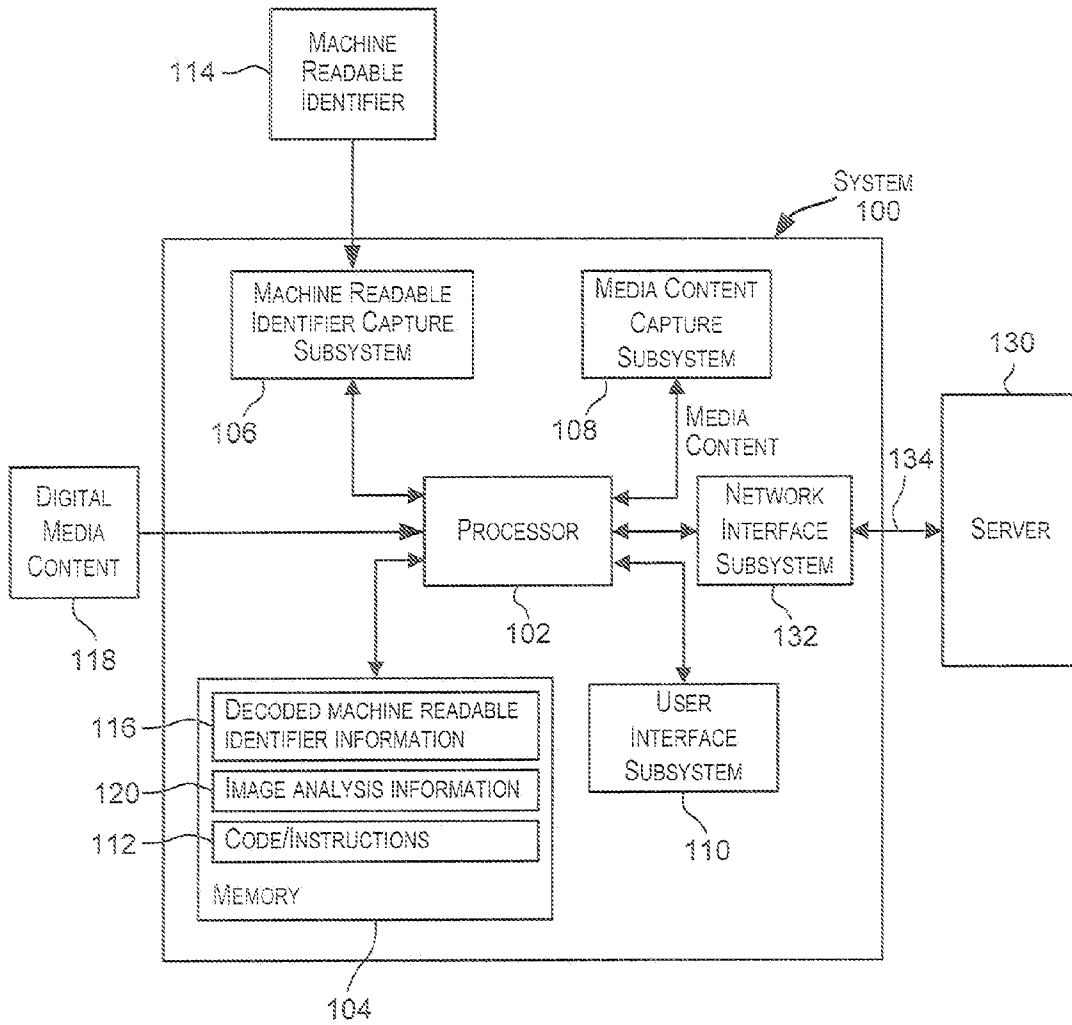 MACHINE
READABLE
IDENTIFIER
114
SYSTEM
100
MACHINE READABLE
IDENTIFIER CAPTURE
SUBSYSTEM
106
MEDIA CONTENT
CAPTURE
SUBSYSTEM
108
MEDIA
CONTENT
130
SERVER
134
DIGITAL
MEDIA
CONTENT
118
PROCESSOR
102
NETWORK
INTERFACE
SUBSYSTEM
132
116
DECODED MACHINE READABLE
IDENTIFIER INFORMATION
120
IMAGE ANALYSIS INFORMATION
112
CODE/INSTRUCTIONS
MEMORY
104
USER
INTERFACE
SUBSYSTEM
110